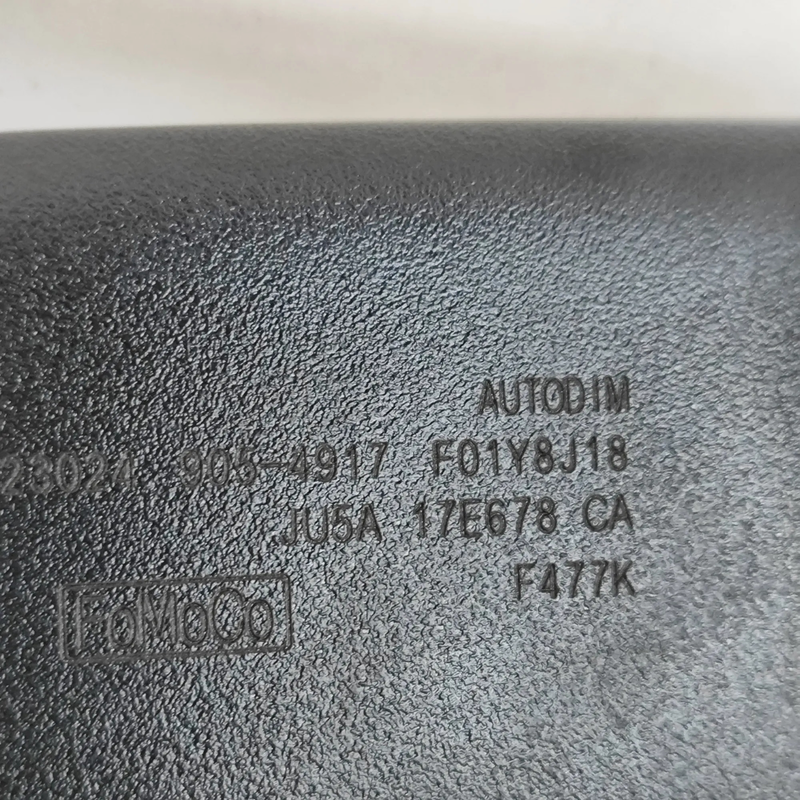 AUTODIM
23024 905-4917 F01Y8J18
JU5A 17E678 CA
F477K
FoMoCo